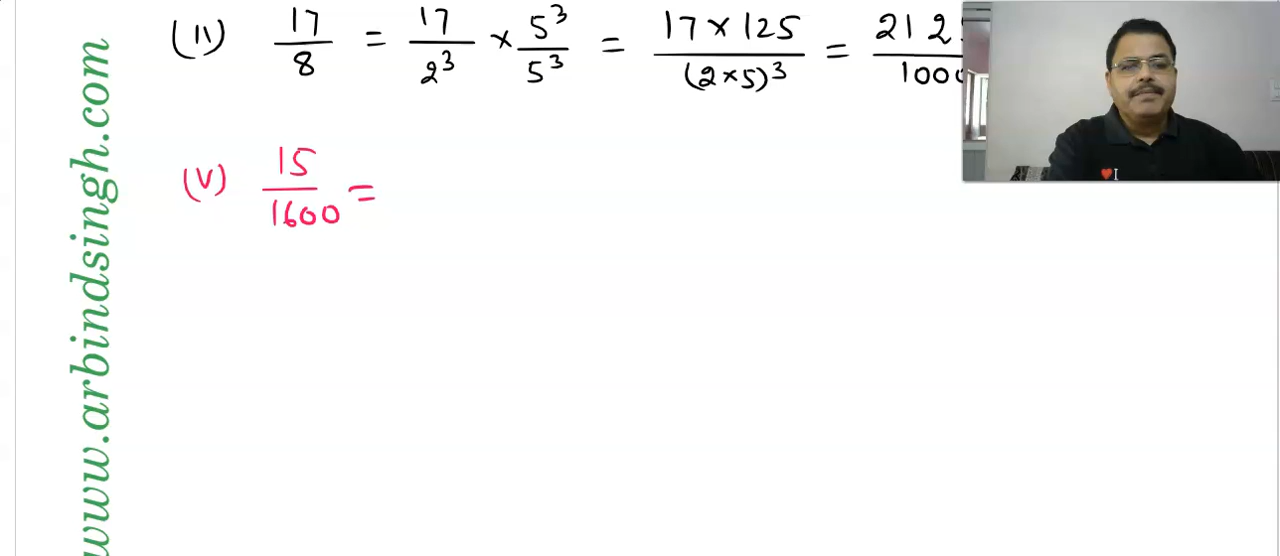 (II) 17/8 = 17/2³ × 5³/5³ = 17 × 125/(2×5)³ = 212
(V) 15/1600 =
www.arbindsingh.com
I